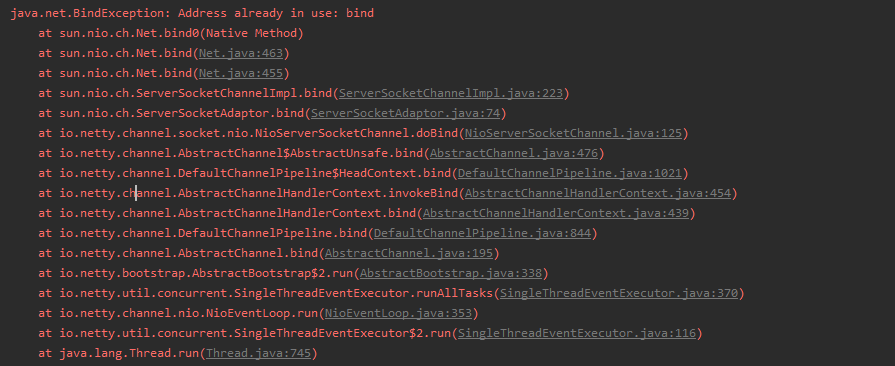 java.net.BindException: Address already in use: bind
at sun.nio.ch.Net.bind0(Native Method)
at sun.nio.ch.Net.bind(Net.java:463)
at sun.nio.ch.Net.bind(Net.java:455)
at sun.nio.ch.ServerSocketChannelImpl.bind(ServerSocketChannelImpl.java:223)
at sun.nio.ch.ServerSocketAdaptor.bind(ServerSocketAdaptor.java:74)
at io.netty.channel.socket.nio.NioServerSocketChannel.doBind(NioServerSocketChannel.java:125)
at io.netty.channel.AbstractChannel$AbstractUnsafe.bind(AbstractChannel.java:476)
at io.netty.channel.DefaultChannelPipeline$HeadContext.bind(DefaultChannelPipeline.java:1021)
at io.netty.channel.AbstractChannelHandlerContext.invokeBind(AbstractChannelHandlerContext.java:454)
at io.netty.channel.AbstractChannelHandlerContext.bind(AbstractChannelHandlerContext.java:439)
at io.netty.channel.DefaultChannelPipeline.bind(DefaultChannelPipeline.java:844)
at io.netty.channel.AbstractChannel.bind(AbstractChannel.java:195)
at io.netty.bootstrap.AbstractBootstrap$2.run(AbstractBootstrap.java:338)
at io.netty.util.concurrent.SingleThreadEventExecutor.runAllTasks(SingleThreadEventExecutor.java:370)
at io.netty.channel.nio.NioEventLoop.run(NioEventLoop.java:353)
at io.netty.util.concurrent.SingleThreadEventExecutor$2.run(SingleThreadEventExecutor.java:116)
at java.lang.Thread.run(Thread.java:745)